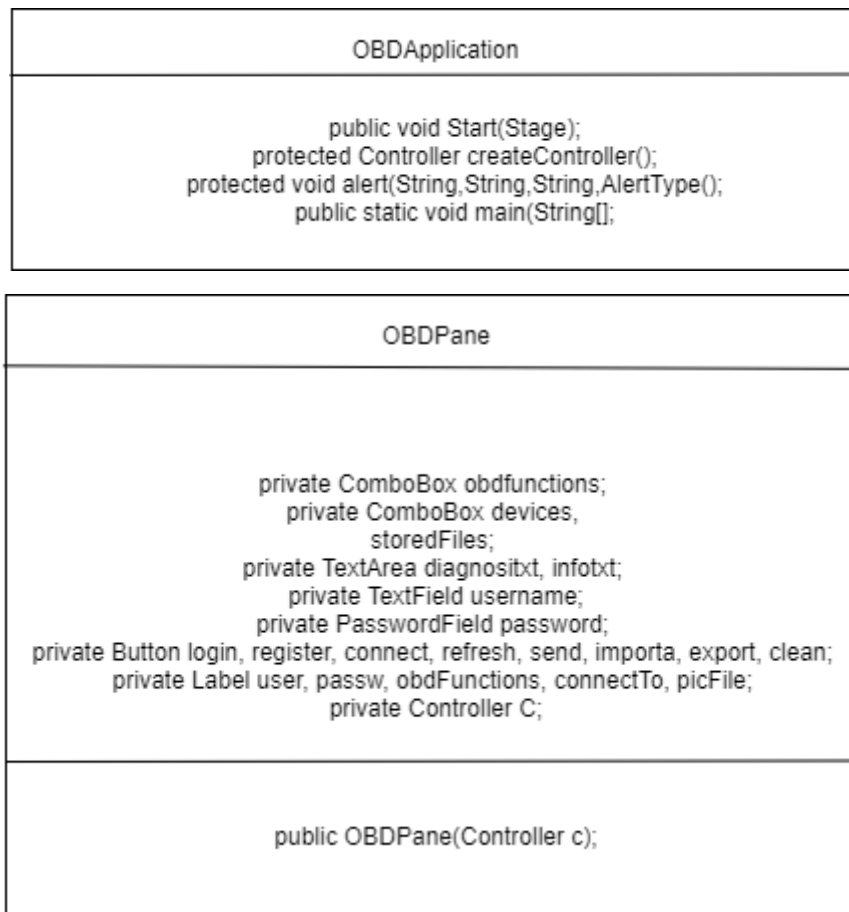 OBDApplication
public void Start(Stage);
protected Controller createController();
protected void alert(String,String,String,AlertType();
public static void main(String[];
OBDPane
private ComboBox obdfunctions;
private ComboBox devices,
storedFiles;
private TextArea diagnositxt, infotxt;
private TextField username;
private PasswordField password;
private Button login, register, connect, refresh, send, importa, export, clean;
private Label user, passw, obdFunctions, connectTo, picFile;
private Controller C;
public OBDPane(Controller c);